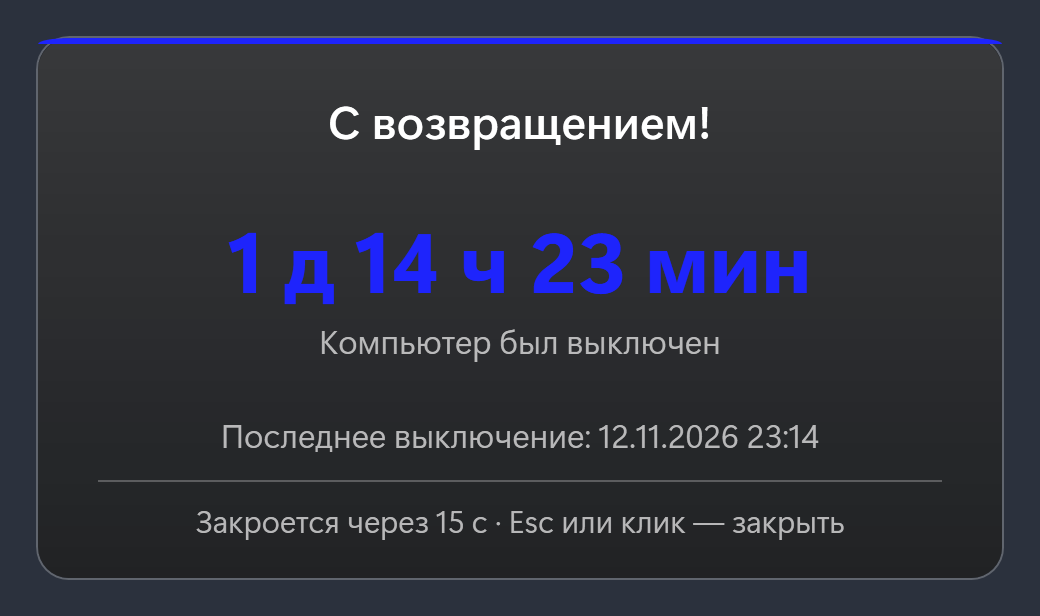 С возвращением!
1 д 14 ч 23 мин
Компьютер был выключен
Последнее выключение: 12.11.2026 23:14
Закроется через 15 с · Esc или клик — закрыть